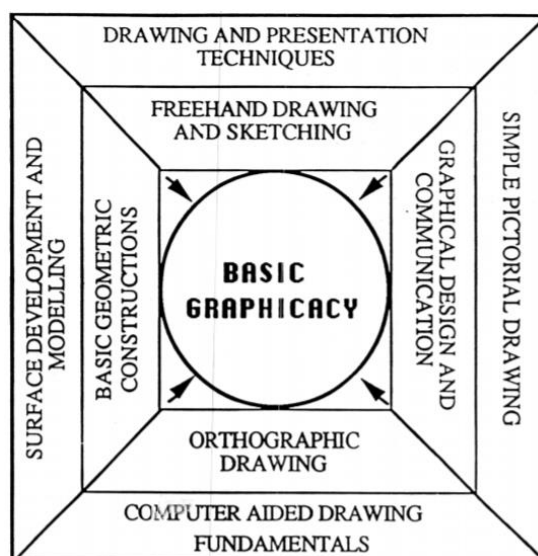 DRAWING AND PRESENTATION
TECHNIQUES
FREEHAND DRAWING
AND SKETCHING
SURFACE DEVELOPMENT AND
MODELLING
BASIC GEOMETRIC
CONSTRUCTIONS
BASIC
GRAPHICACY
GRAPHICAL DESIGN AND
COMMUNICATION
SIMPLE PICTORIAL DRAWING
ORTHOGRAPHIC
DRAWING
COMPUTER AIDED DRAWING
FUNDAMENTALS